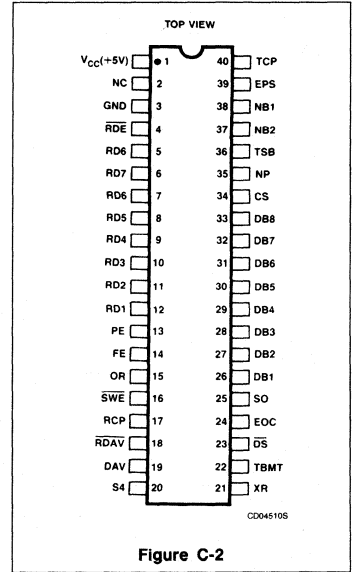 TOP VIEW
VCC(+5V) 1 40 TCP
NC 2 39 EPS
GND 3 38 NB1
RDE 4 37 NB2
RD6 5 36 TSB
RD7 6 35 NP
RD6 7 34 CS
RD5 8 33 DB8
RD4 9 32 DB7
RD3 10 31 DB6
RD2 11 30 DB5
RD1 12 29 DB4
PE 13 28 DB3
FE 14 27 DB2
OR 15 26 DB1
SWE 16 25 SO
RCP 17 24 EOC
RDAV 18 23 DS
DAV 19 22 TBMT
S4 20 21 XR
CD04510S
Figure C-2